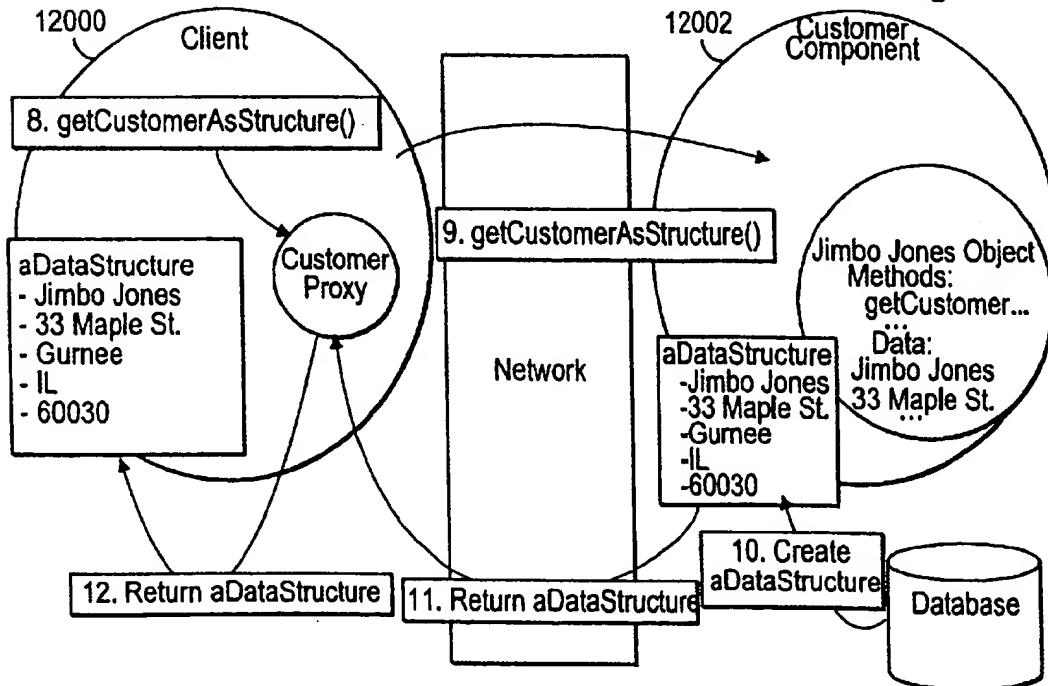 12000
Client
12002
Customer
Component
8. getCustomerAsStructure()
9. getCustomerAsStructure()
Customer
Proxy
aDataStructure
- Jimbo Jones
- 33 Maple St.
- Gurnee
- IL
- 60030
Network
Jimbo Jones Object
Methods:
getCustomer...
...
Data:
Jimbo Jones
33 Maple St.
...
aDataStructure
-Jimbo Jones
-33 Maple St.
-Gurnee
-IL
-60030
10. Create
aDataStructure
12. Return aDataStructure
11. Return aDataStructure
Database